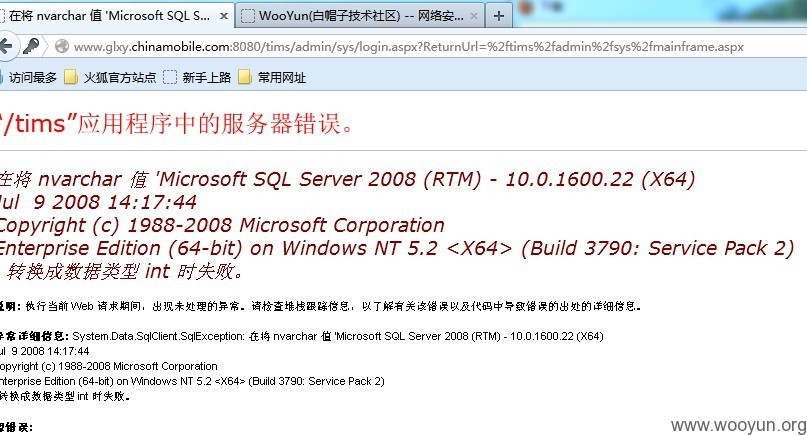 在将 nvarchar 值 'Microsoft SQL S...
WooYun(白帽子技术社区) -- 网络安...
www.glxy.chinamobile.com:8080/tims/admin/sys/login.aspx?ReturnUrl=%2ftims%2fadmin%2fsys%2fmainframe.aspx
访问最多 火狐官方站点 新手上路 常用网址
“/tims”应用程序中的服务器错误。
在将 nvarchar 值 'Microsoft SQL Server 2008 (RTM) - 10.0.1600.22 (X64)
Jul 9 2008 14:17:44
Copyright (c) 1988-2008 Microsoft Corporation
Enterprise Edition (64-bit) on Windows NT 5.2 <X64> (Build 3790: Service Pack 2)
' 转换成数据类型 int 时失败。
说明: 执行当前 Web 请求期间，出现未处理的异常。请检查堆栈跟踪信息，以了解有关该错误以及代码中导致错误的出处的详细信息。
异常详细信息: System.Data.SqlClient.SqlException: 在将 nvarchar 值 'Microsoft SQL Server 2008 (RTM) - 10.0.1600.22 (X64)
Jul 9 2008 14:17:44
Copyright (c) 1988-2008 Microsoft Corporation
Enterprise Edition (64-bit) on Windows NT 5.2 <X64> (Build 3790: Service Pack 2)
转换成数据类型 int 时失败。
源错误:
www.wooyun.org